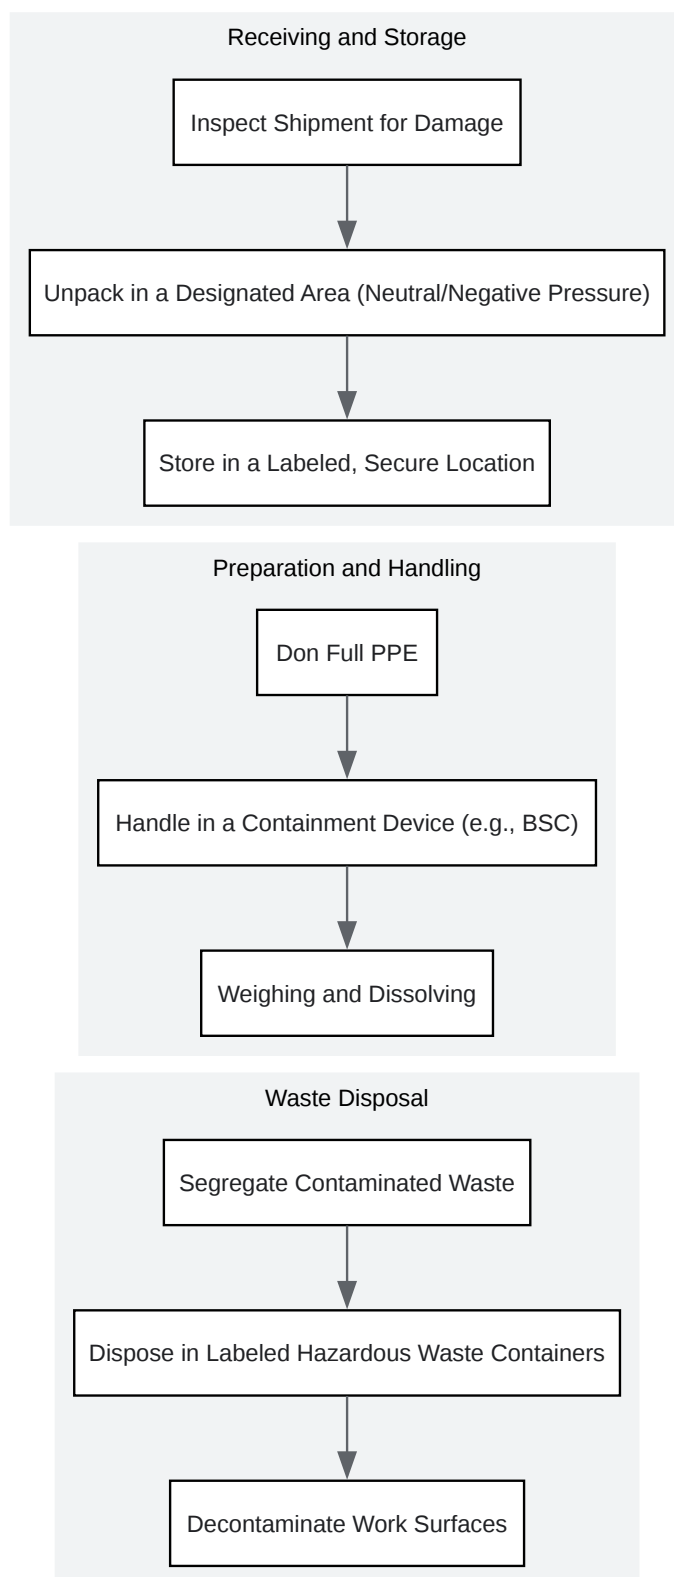 Receiving and Storage
Inspect Shipment for Damage
Unpack in a Designated Area (Neutral/Negative Pressure)
Store in a Labeled, Secure Location
Preparation and Handling
Don Full PPE
Handle in a Containment Device (e.g., BSC)
Weighing and Dissolving
Waste Disposal
Segregate Contaminated Waste
Dispose in Labeled Hazardous Waste Containers
Decontaminate Work Surfaces